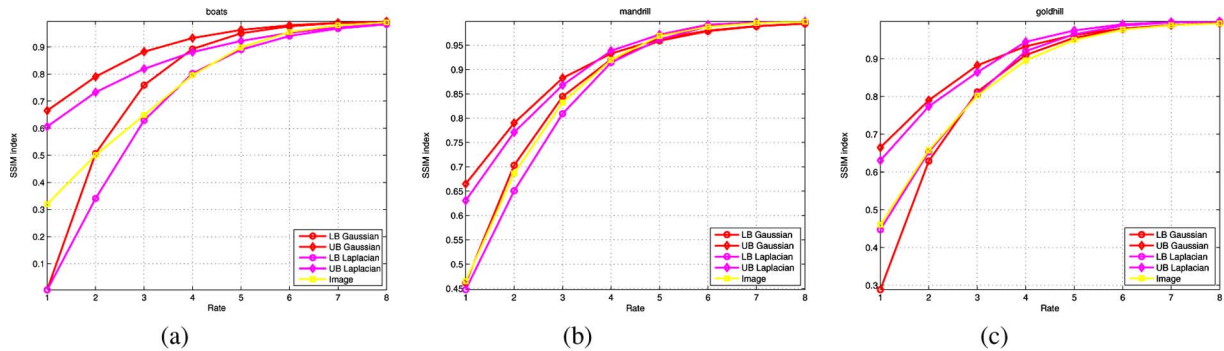 boats
SSIM index
0.9
0.8
0.7
0.6
0.5
0.4
0.3
0.2
0.1
1 2 3 4 5 6 7 8
Rate
LB Gaussian
UB Gaussian
LB Laplacian
UB Laplacian
Image
(a)
mandrill
SSIM index
0.95
0.9
0.85
0.8
0.75
0.7
0.65
0.6
0.55
0.5
0.45
1 2 3 4 5 6 7 8
Rate
LB Gaussian
UB Gaussian
LB Laplacian
UB Laplacian
Image
(b)
goldhill
SSIM index
0.9
0.8
0.7
0.6
0.5
0.4
0.3
1 2 3 4 5 6 7 8
Rate
LB Gaussian
UB Gaussian
LB Laplacian
UB Laplacian
Image
(c)